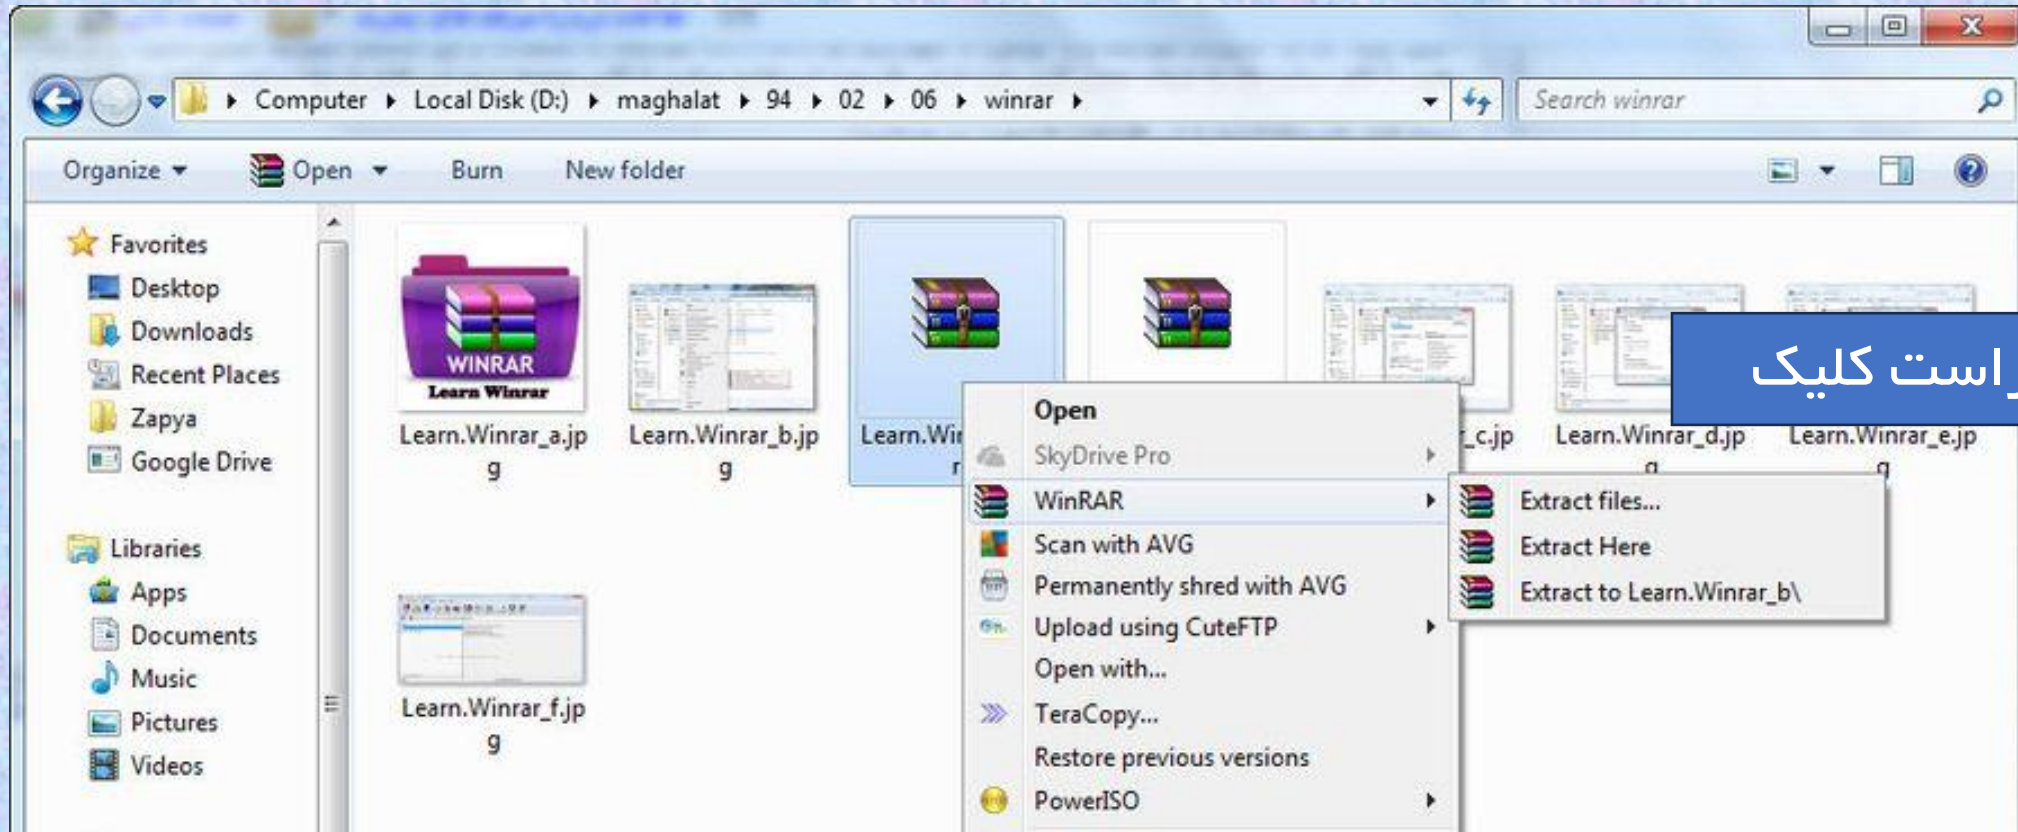 Computer ▸ Local Disk (D:) ▸ maghalat ▸ 94 ▸ 02 ▸ 06 ▸ winrar ▸
Search winrar
Organize
Open
Burn
New folder
Favorites
Desktop
Downloads
Recent Places
Zapya
Google Drive
Libraries
Apps
Documents
Music
Pictures
Videos
WINRAR
Learn Winrar
Learn.Winrar_a.jp
g
Learn.Winrar_b.jp
g
_c.jp
Learn.Winrar_d.jp
g
Learn.Winrar_e.jp
g
Learn.Winrar_f.jp
g
راست کلیک
Open
SkyDrive Pro
WinRAR
Scan with AVG
Permanently shred with AVG
Upload using CuteFTP
Open with...
TeraCopy...
Restore previous versions
PowerISO
Extract files...
Extract Here
Extract to Learn.Winrar_b\